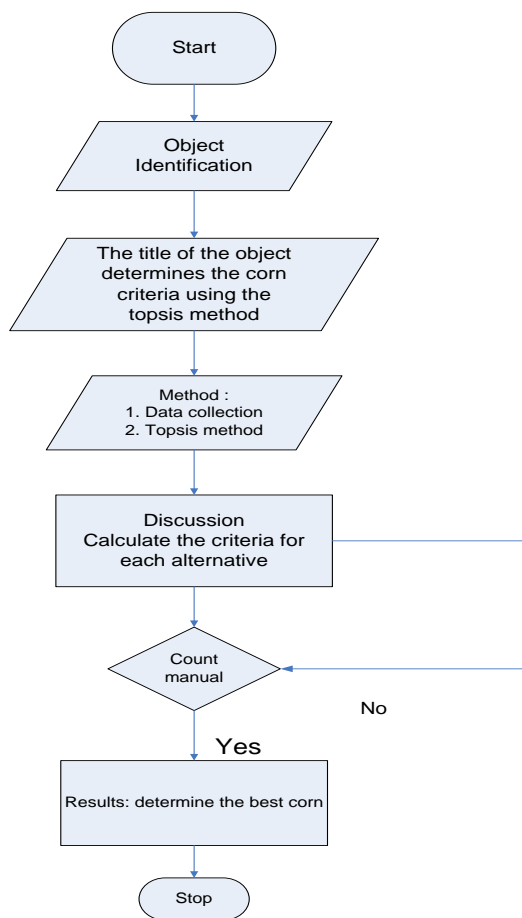 Start
Object
Identification
The title of the object
determines the corn
criteria using the
topsis method
Method :
1. Data collection
2. Topsis method
Discussion
Calculate the criteria for
each alternative
Count
manual
No
Yes
Results: determine the best corn
Stop